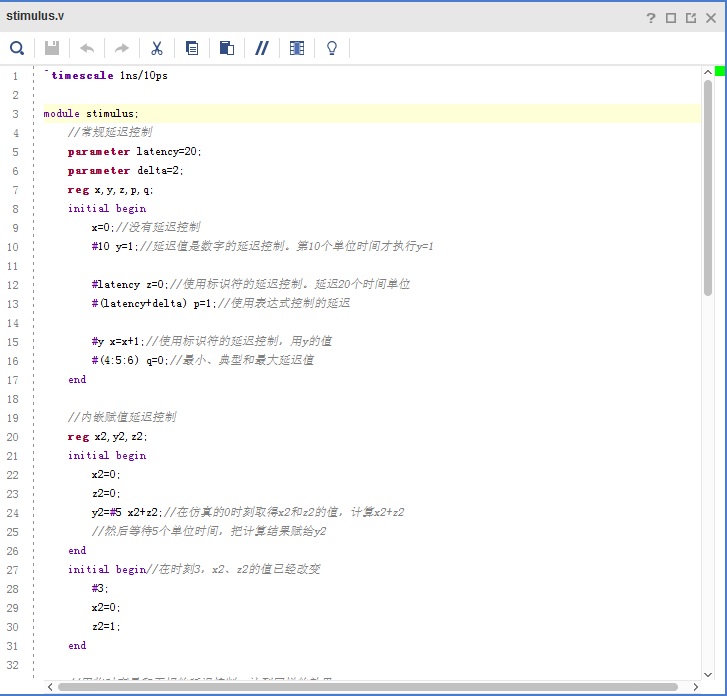 stimulus.v
1 `timescale 1ns/10ps
2
3 module stimulus;
4 //常规延迟控制
5 parameter latency=20;
6 parameter delta=2;
7 reg x,y,z,p,q;
8 initial begin
9 x=0;//没有延迟控制
10 #10 y=1;//延迟值是数字的延迟控制。第10个单位时间才执行y=1
11
12 #latency z=0;//使用标识符的延迟控制。延迟20个时间单位
13 #(latency+delta) p=1;//使用表达式控制的延迟
14
15 #y x=x+1;//使用标识符的延迟控制，用y的值
16 #(4:5:6) q=0;//最小、典型和最大延迟值
17 end
18
19 //内嵌赋值延迟控制
20 reg x2,y2,z2;
21 initial begin
22 x2=0;
23 z2=0;
24 y2=#5 x2+z2;//在仿真的0时刻取得x2和z2的值，计算x2+z2
25 //然后等待5个单位时间，把计算结果赋给y2
26 end
27 initial begin//在时刻3，x2、z2的值已经改变
28 #3;
29 x2=0;
30 z2=1;
31 end
32